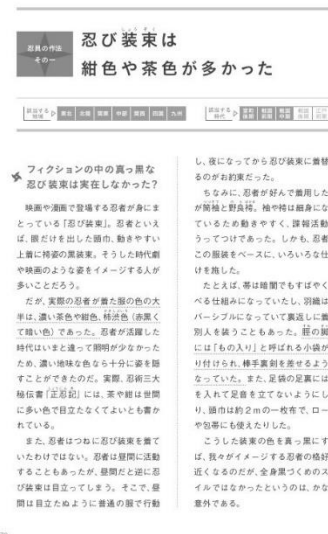 忍具の作法
その一
忍び装束は
紺色や茶色が多かった
該当する地域
東北
関東
中部
九州
該当する時代
フィクションの中の真っ黒な
忍び装束は実在しなかった？
映画や漫画で登場する忍者が身にま
とっている「忍び装束」。忍者といえ
ば、眼だけを出した頭巾、動きやすい
上着に袴姿の黒装束。そうした時代劇
や映画のような姿をイメージする人が
多いことだろう。
だが、実際の忍者が着た服の色の大
半は、濃い茶色や紺色、柿渋色（赤黒く
て暗い色）であった。忍者が活躍した
時代はいまと違って照明が少なかった
ため、濃い地味な色なら十分に姿を隠
すことができたのだ。実際、忍術三大
秘伝書『正忍記』には、茶や紺は世間
に多い色で目立たなくてよいとも書か
れている。
また、忍者はつねに忍び装束を着て
いたわけではない。忍者は昼間に活動
することもあったが、昼間だと逆に忍
び装束は目立ってしまう。そこで、昼
間は目立たぬように普通の服で行動
し、夜になってから忍び装束に着替
るのがお約束だった。
ちなみに、忍者が好んで着用した
が筒袖と野良袴。袖や袴は細身にな
ているため動きやすく、諜報活動
うってつけであった。しかも、忍者
この服装をベースに、いろいろな仕
けを施した。
たとえば、帯は暗闇でもすばやく
べる仕組みになっていたし、羽織は
バーシブルになっていて裏返しに着
別人を装うこともあった。
には「もの入り」と呼ばれる小袋が
り付けられ、棒手裏剣を差せるよう
なっていた。また、足袋の足裏には
を入れて足音を立てないようにし
り、頭巾は約2mの一枚布で、ロー
や包帯にも使えたりした。
こうした装束の色を真っ黒にす
ば、我々がイメージする忍者の格好
近くなるのだが、全身黒づくめのス
イルではなかったというのは、かな
意外である。